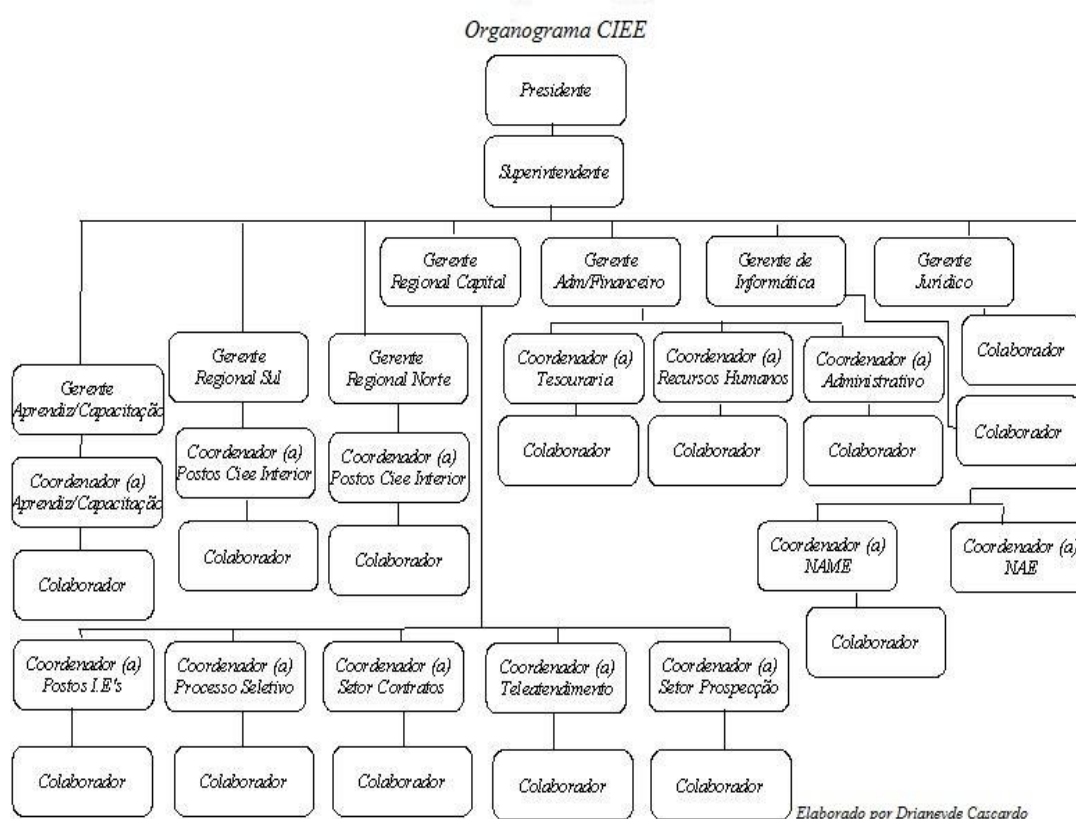 Organograma CIEE
Presidente
Superintendente
Gerente
Regional Capital
Gerente
Adm/Financeiro
Gerente de
Informática
Gerente
Jurídico
Gerente
Aprendiz/Capacitação
Gerente
Regional Sul
Gerente
Regional Norte
Coordenador (a)
Tesouraria
Coordenador (a)
Recursos Humanos
Coordenador (a)
Administrativo
Colaborador
Colaborador
Colaborador
Colaborador
Colaborador
Coordenador (a)
Aprendiz/Capacitação
Coordenador (a)
Postos Ciee Interior
Coordenador (a)
Postos Ciee Interior
Colaborador
Colaborador
Colaborador
Coordenador (a)
NAME
Coordenador (a)
NAE
Colaborador
Coordenador (a)
Postos I.E's
Coordenador (a)
Processo Seletivo
Coordenador (a)
Setor Contratos
Coordenador (a)
Teleatendimento
Coordenador (a)
Setor Prospecção
Colaborador
Colaborador
Colaborador
Colaborador
Colaborador
Elaborado por Drianeyde Cascardo